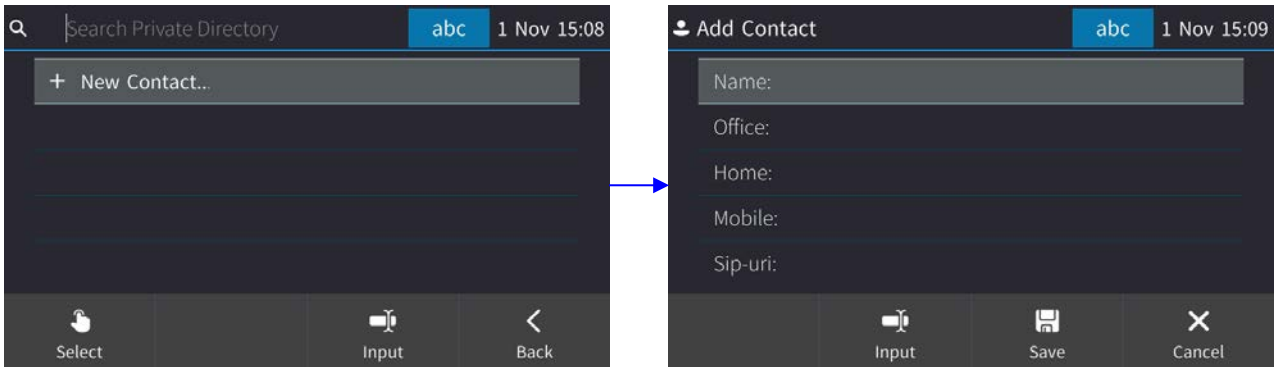 Search Private Directory abc 1 Nov 15:08
+ New Contact...
Select Input Back
Add Contact abc 1 Nov 15:09
Name:
Office:
Home:
Mobile:
Sip-uri:
Input Save Cancel